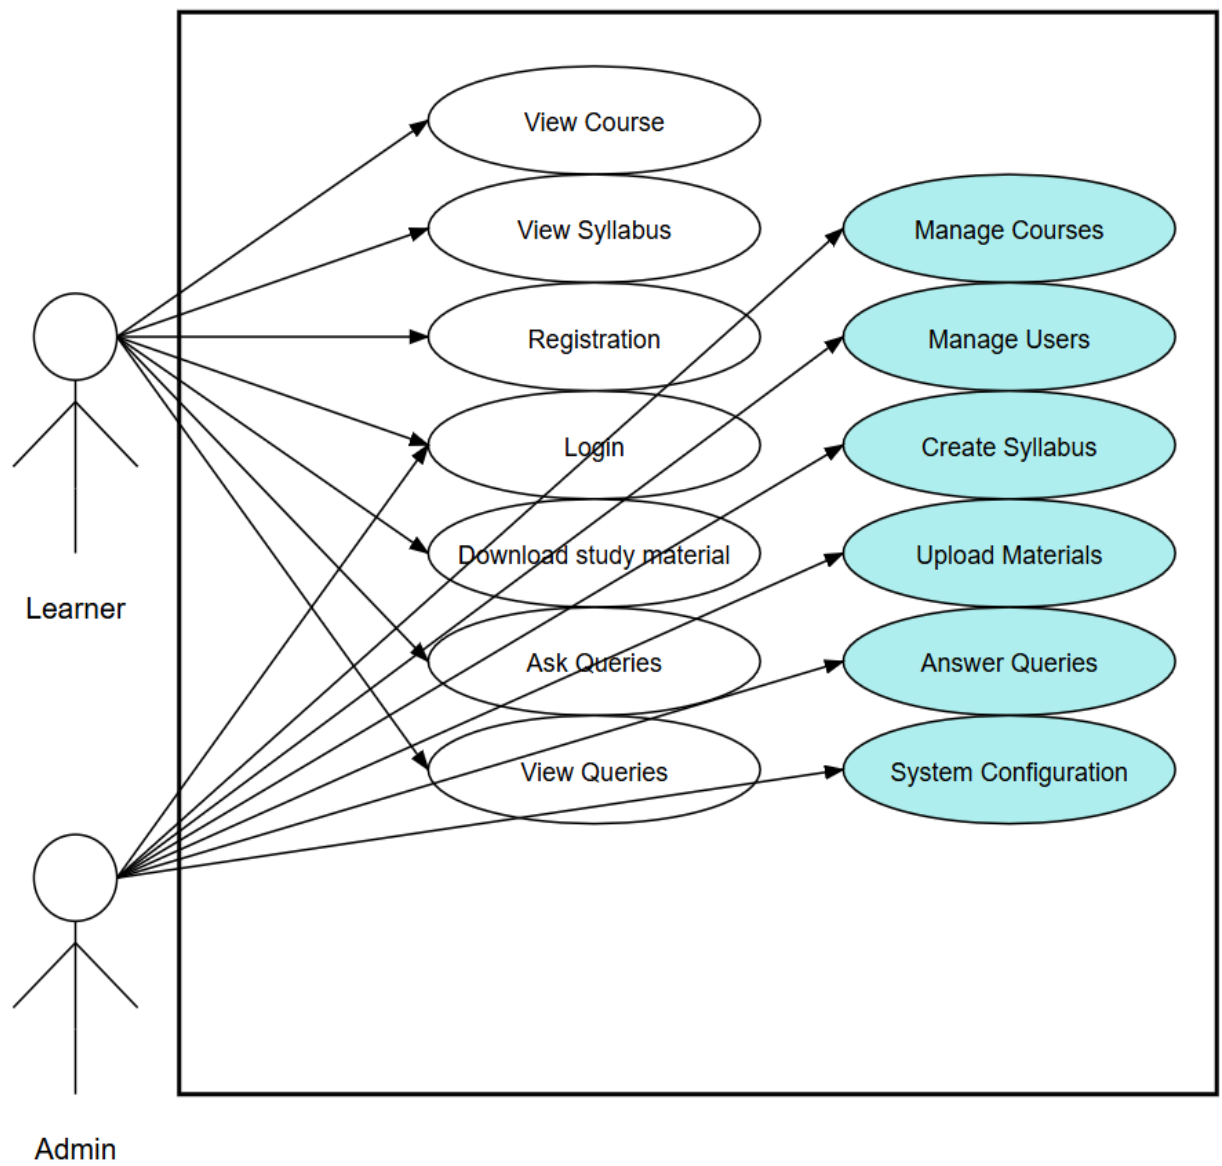 View Course
View Syllabus
Manage Courses
Registration
Manage Users
Login
Create Syllabus
Download study material
Upload Materials
Learner
Ask Queries
Answer Queries
View Queries
System Configuration
Admin